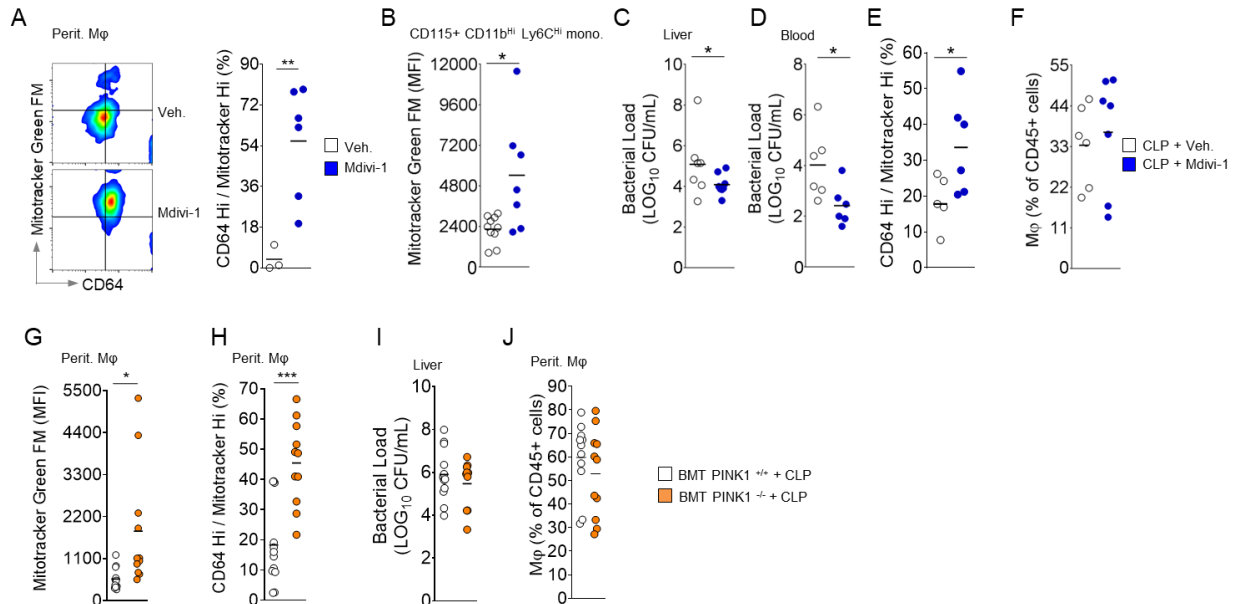 A
Perit. Mφ
Mitotracker Green FM
CD64
Veh.
Mdivi-1
CD64 Hi / Mitotracker Hi (%)
90
72
54
36
18
0
**
Veh.
Mdivi-1
B
CD115+ CD11b^Hi Ly6C^Hi mono.
Mitotracker Green FM (MFI)
12000
9600
7200
4800
2400
0
*
C
Liver
Bacterial Load
(LOG10 CFU/mL)
10
8
6
4
2
0
*
D
Blood
Bacterial Load
(LOG10 CFU/mL)
8
6
4
2
0
*
E
CD64 Hi / Mitotracker Hi (%)
60
50
40
30
20
10
0
*
F
Mφ (% of CD45+ cells)
55
44
33
22
11
0
CLP + Veh.
CLP + Mdivi-1
G
Perit. Mφ
Mitotracker Green FM (MFI)
5500
4400
3300
2200
1100
0
*
H
Perit. Mφ
CD64 Hi / Mitotracker Hi (%)
70
60
50
40
30
20
10
0
***
I
Liver
Bacterial Load
(LOG10 CFU/mL)
10
8
6
4
2
0
J
Perit. Mφ
Mφ (% of CD45+ cells)
90
80
70
60
50
40
30
20
10
0
BMT PINK1 +/+ + CLP
BMT PINK1 -/- + CLP